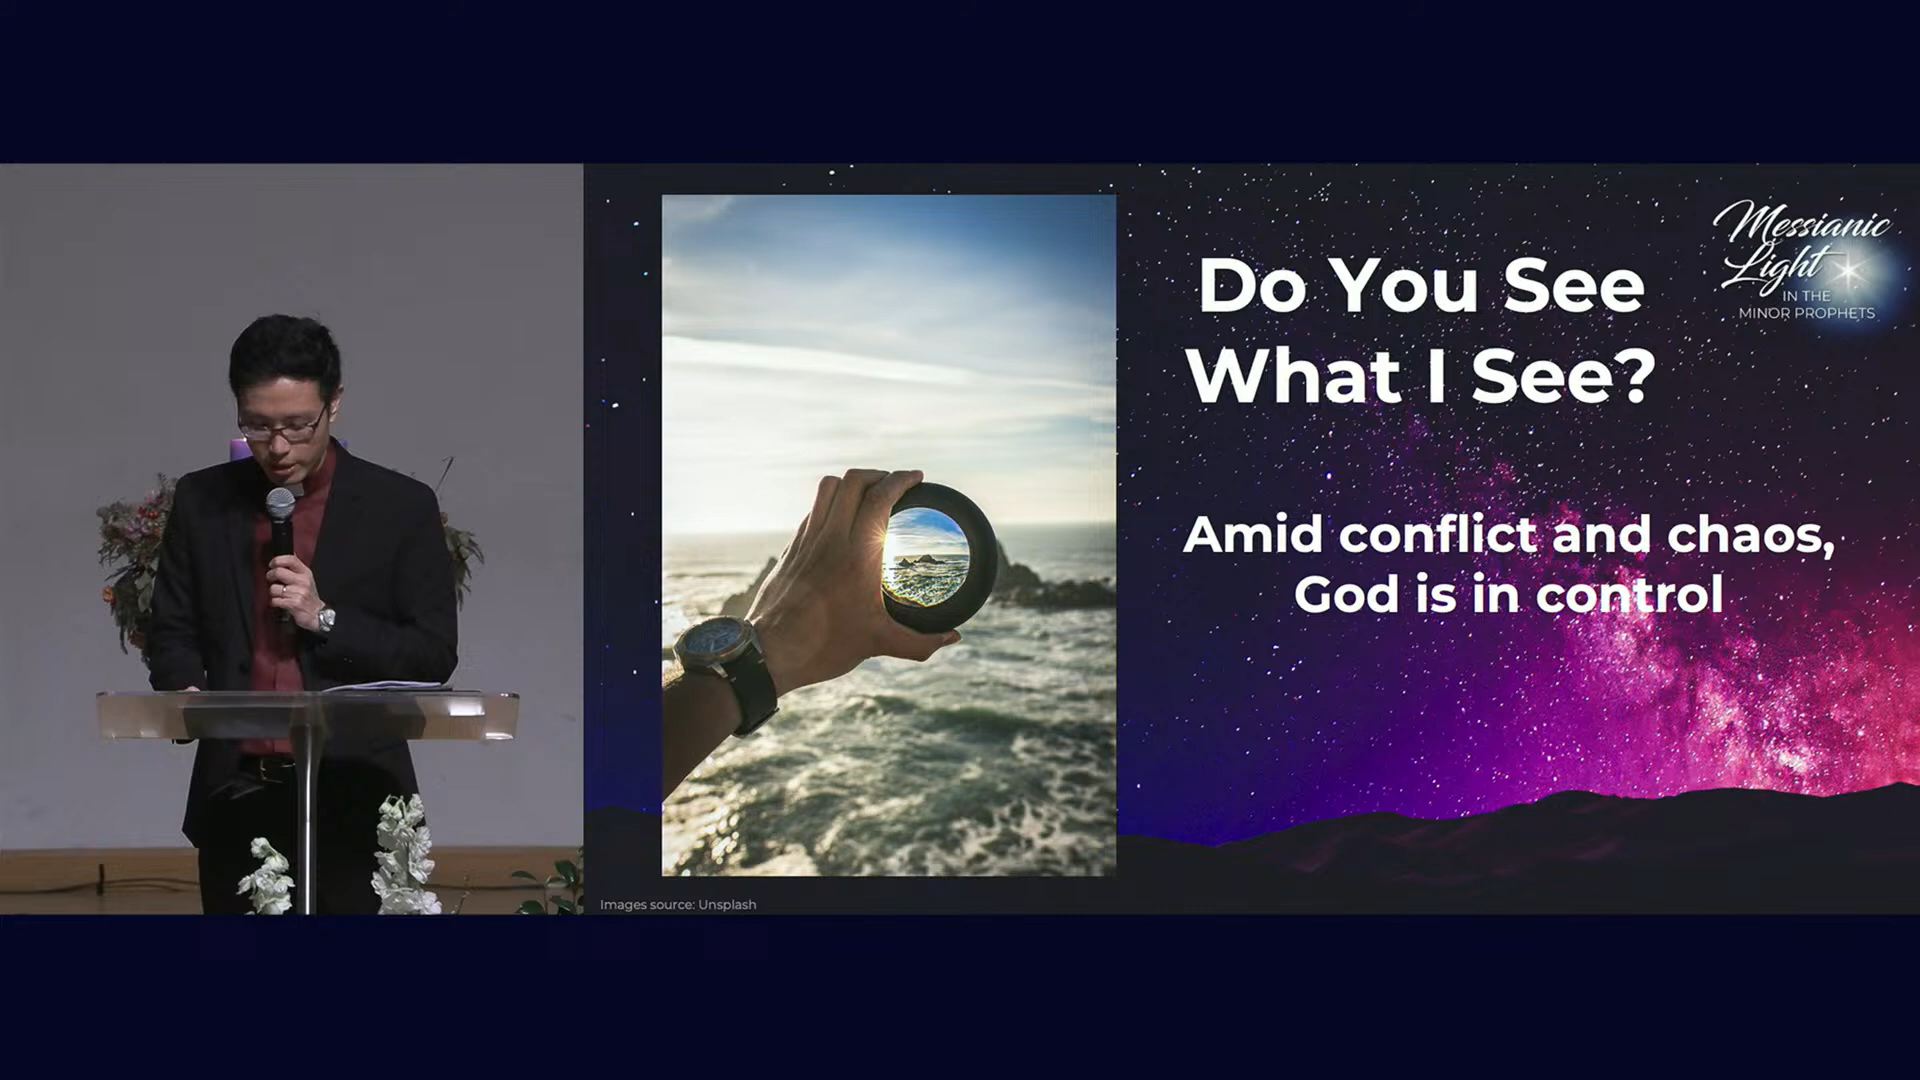 Do You See
What I See?
Messianic
Light
IN THE
MINOR PROPHETS
Amid conflict and chaos,
God is in control
Images source: Unsplash